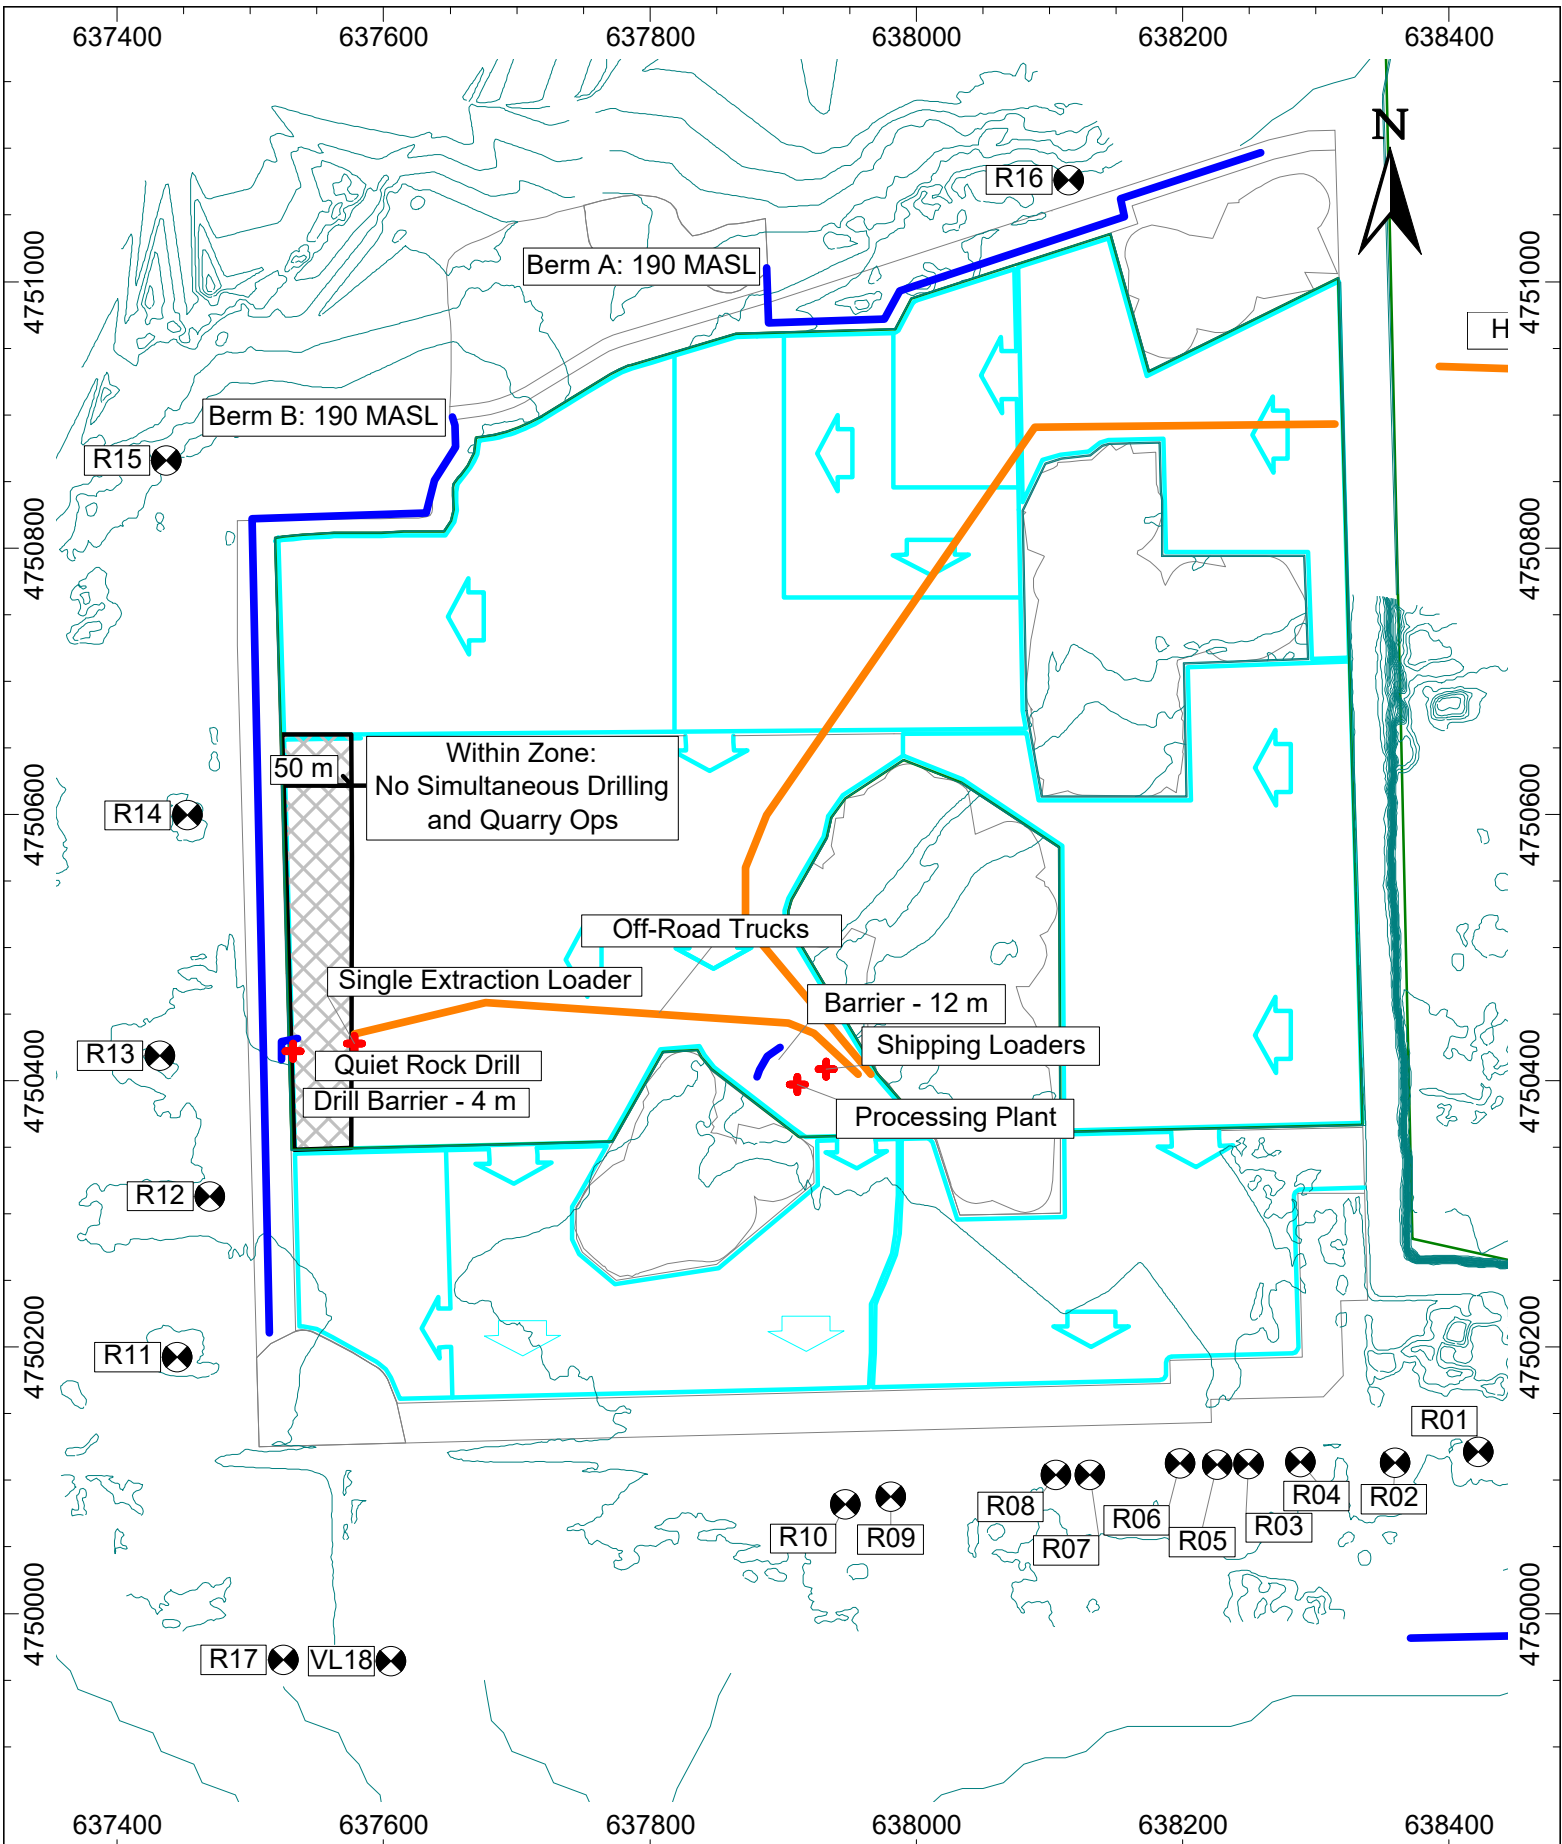 637400 637600 637800 638000 638200 638400
N
R16
Berm A: 190 MASL
4751000
4751000
H
Berm B: 190 MASL
R15
4750800
4750800
Within Zone:
No Simultaneous Drilling
and Quarry Ops
50 m
R14
4750600
4750600
Off-Road Trucks
Single Extraction Loader
Barrier - 12 m
Shipping Loaders
R13
Quiet Rock Drill
4750400
4750400
Drill Barrier - 4 m
Processing Plant
R12
R11
4750200
4750200
R01
R08
R06
R04
R02
R10
R09
R07
R05
R03
4750000
4750000
R17
VL18
637400 637600 637800 638000 638200 638400